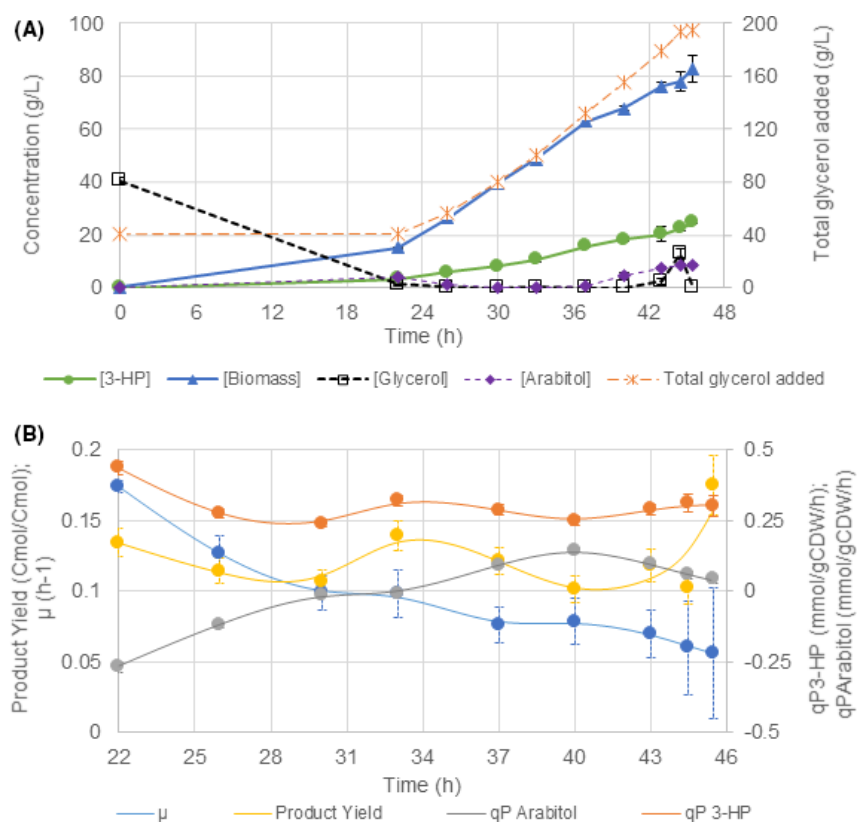 (A)
100
80
60
40
20
0
Concentration (g/L)
200
160
120
80
40
0
Total glycerol added (g/L)
0 6 12 18 24 30 36 42 48
Time (h)
[3-HP] [Biomass] [Glycerol] [Arabitol] Total glycerol added
(B)
0.2
0.15
0.1
0.05
0
Product Yield (Cmol/Cmol);
μ (h-1)
0.5
0.25
0
-0.25
-0.5
qP3-HP (mmol/gCDW/h);
qPArabitol (mmol/gCDW/h)
22 25 28 31 34 37 40 43 46
Time (h)
μ Product Yield qP Arabitol qP 3-HP